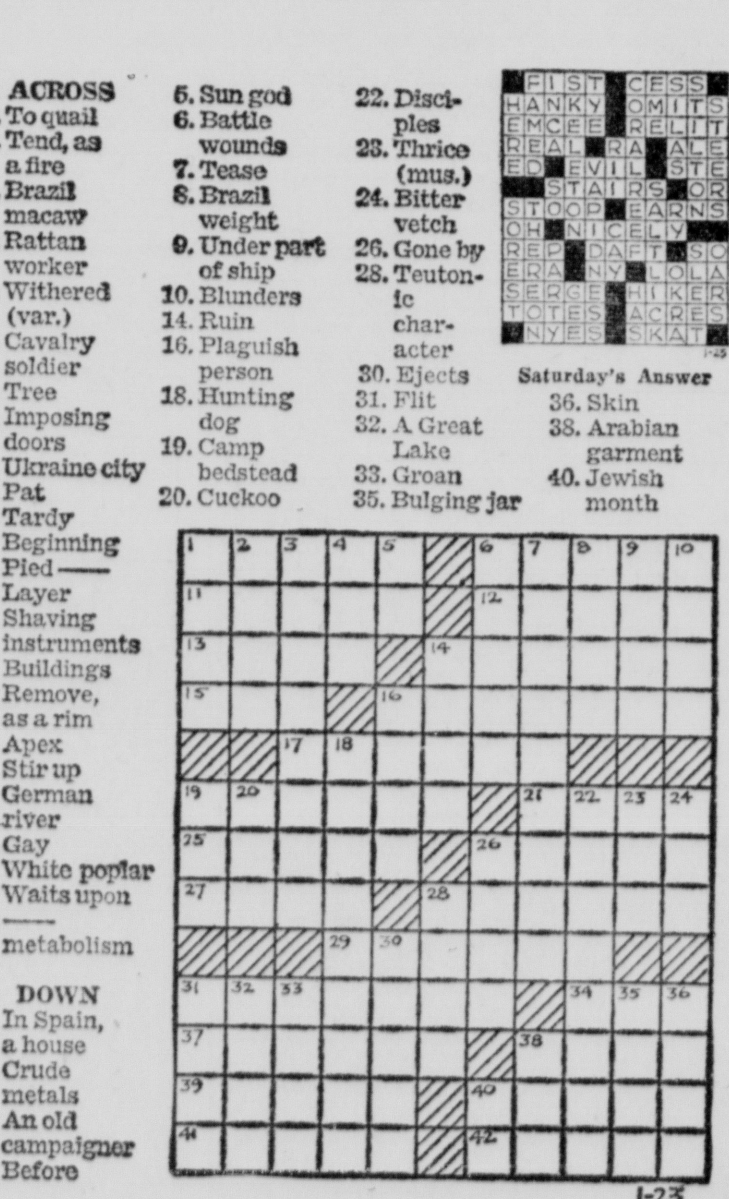 ACROSS
To quail
Tend, as
a fire
Brazil
macaw
Rattan
worker
Withered
(var.)
Cavalry
soldier
Tree
Imposing
doors
Ukraine city
Pat
Tardy
Beginning
Pied ——
Layer
Shaving
instruments
Buildings
Remove,
as a rim
Apex
Stir up
German
river
Gay
White poplar
Waits upon
——
metabolism
DOWN
In Spain,
a house
Crude
metals
An old
campaigner
Before
5. Sun god
6. Battle
wounds
7. Tease
8. Brazil
weight
9. Under part
of ship
10. Blunders
14. Ruin
16. Plaguish
person
18. Hunting
dog
19. Camp
bedstead
20. Cuckoo
22. Disci-
ples
23. Thrice
(mus.)
24. Bitter
vetch
26. Gone by
28. Teuton-
ic
char-
acter
30. Ejects
31. Flit
32. A Great
Lake
33. Groan
35. Bulging jar
FIST CESS
HANKY OMITS
EMCEE RELIT
REAL RA ALE
ED EVIL STE
STAIRS OR
STOOP EARNS
OH NICELY
REP DAFT SO
ERA NY LOLA
SERGE HIKER
TOTES ACRES
NYES SKAT
1-25
Saturday's Answer
36. Skin
38. Arabian
garment
40. Jewish
month
1 2 3 4 5 6 7 8 9 10
11 12
13 14
15 16
17 18
19 20 21 22 23 24
25 26
27 28
29 30
31 32 33 34 35 36
37 38
39 40
41 42